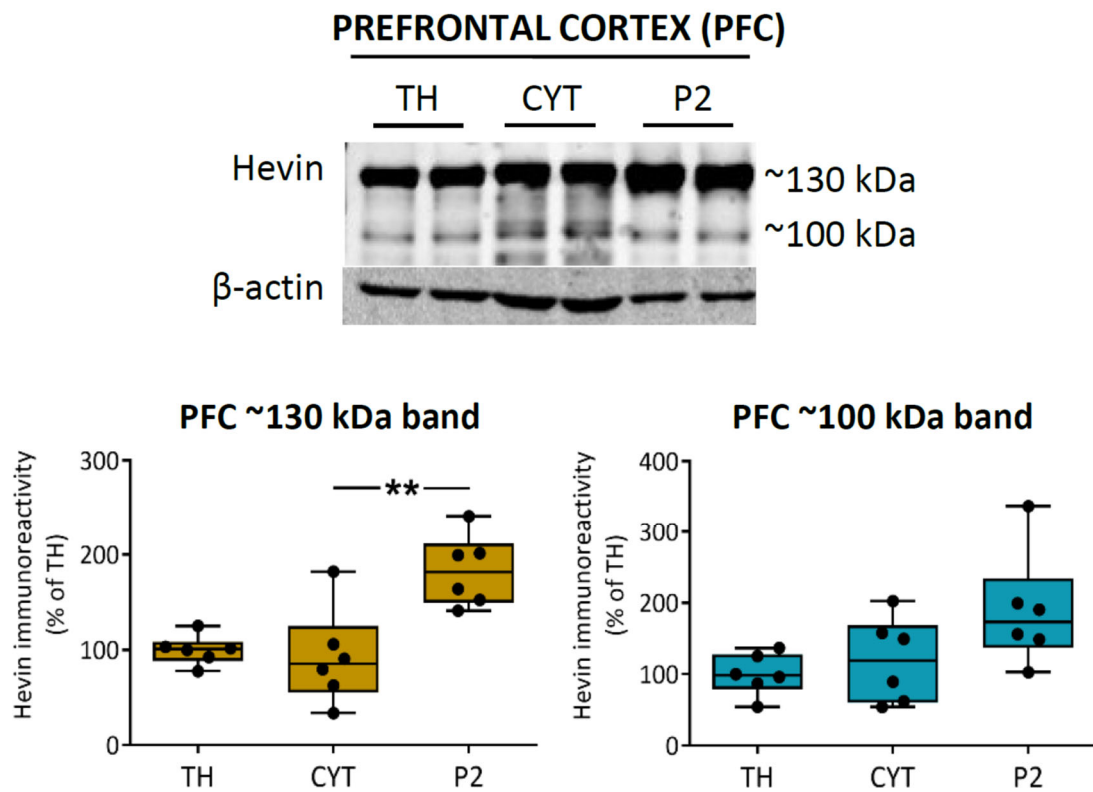 PREFRONTAL CORTEX (PFC)
TH CYT P2
Hevin
~130 kDa
~100 kDa
β-actin
PFC ~130 kDa band
Hevin immunoreactivity
(% of TH)
300
200
100
0
**
TH CYT P2
PFC ~100 kDa band
Hevin immunoreactivity
(% of TH)
400
300
200
100
0
TH CYT P2